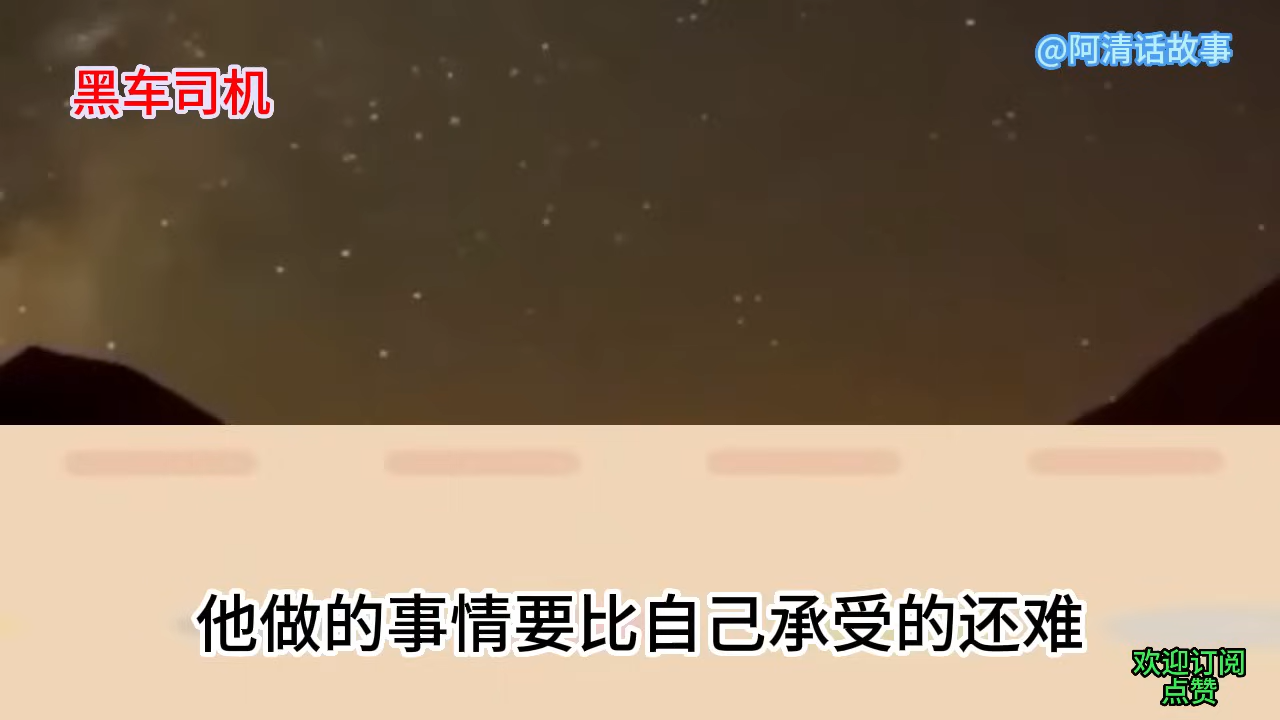 @阿清话故事
黑车司机
他做的事情要比自己承受的还难
欢迎订阅
点赞